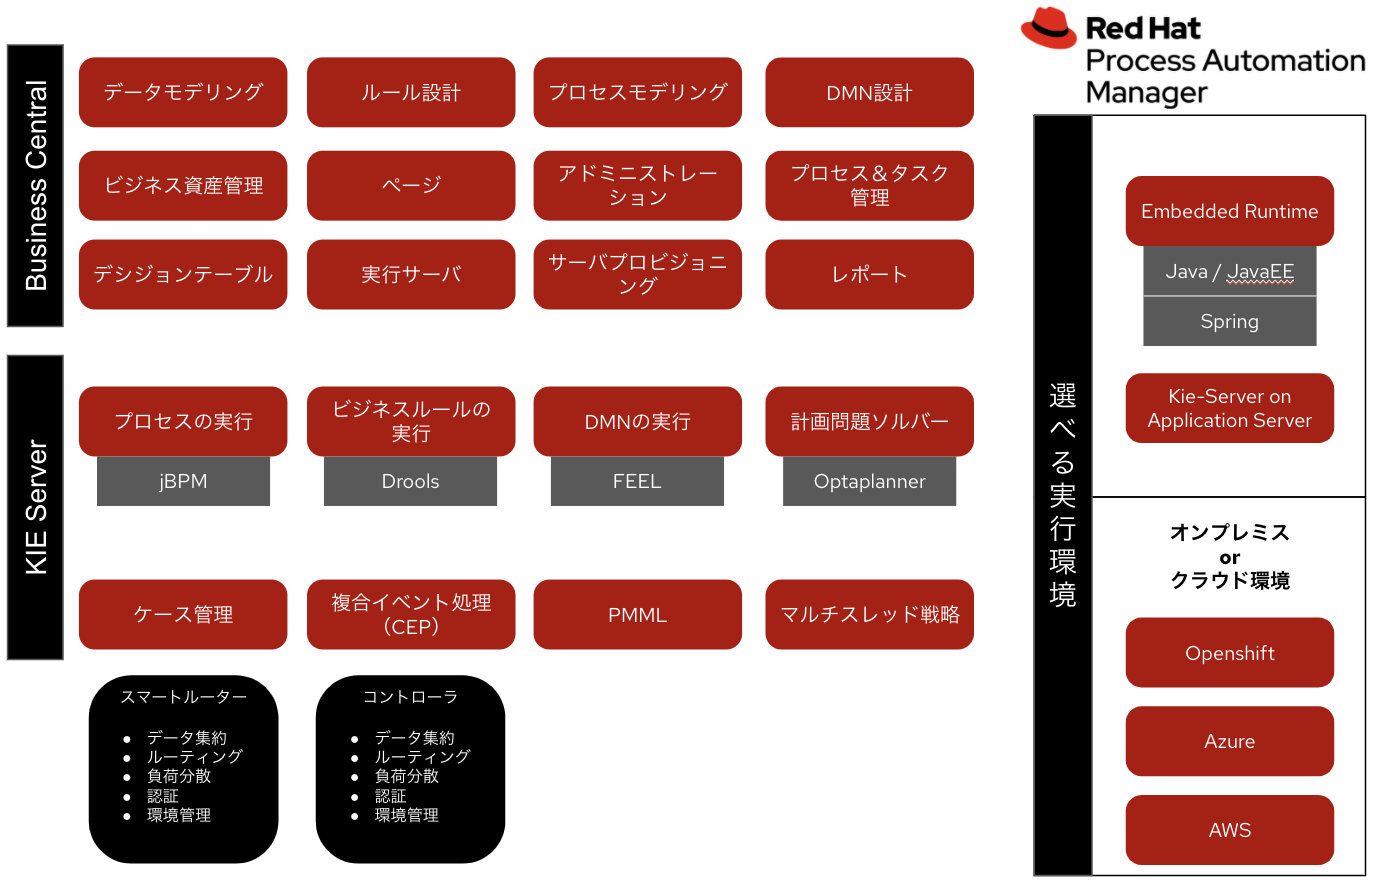 Red Hat
Process Automation
Manager
Business Central
データモデリング
ルール設計
プロセスモデリング
DMN設計
ビジネス資産管理
ページ
アドミニストレー
ション
プロセス＆タスク
管理
デシジョンテーブル
実行サーバ
サーバプロビジョニ
ング
レポート
KIE Server
プロセスの実行
jBPM
ビジネスルールの
実行
Drools
DMNの実行
FEEL
計画問題ソルバー
Optaplanner
ケース管理
複合イベント処理
（CEP）
PMML
マルチスレッド戦略
スマートルーター
● データ集約
● ルーティング
● 負荷分散
● 認証
● 環境管理
コントローラ
● データ集約
● ルーティング
● 負荷分散
● 認証
● 環境管理
選べる実行環境
Embedded Runtime
Java / JavaEE
Spring
Kie-Server on
Application Server
オンプレミス
or
クラウド環境
Openshift
Azure
AWS